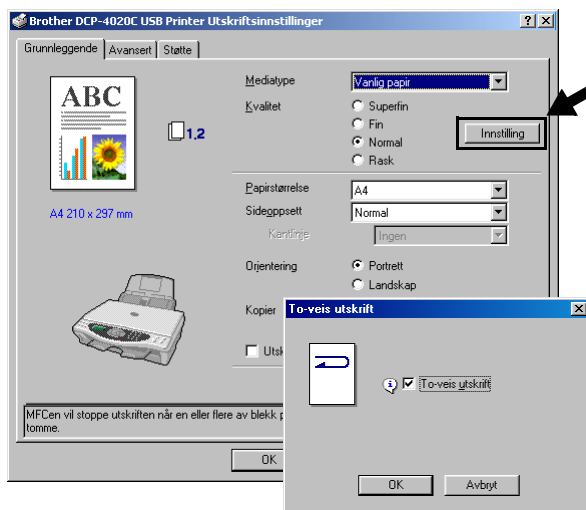 Brother DCP-4020C USB Printer Utskriftsinnstillinger
Grunnleggende Avansert Støtte
ABC
1.2
A4 210 x 297 mm
Mediatype Vanlig papir
Kvalitet Superfin
Fin
Normal
Rask
Innstilling
Papirstørrelse A4
Sideoppsett Normal
Kantlinje Ingen
Orientering Portrett
Landskap
Kopier
MFCen vil stoppe utskriften når en eller flere av blekk
tomme.
OK
To-veis utskrift
To-veis utskrift
OK Avbryt